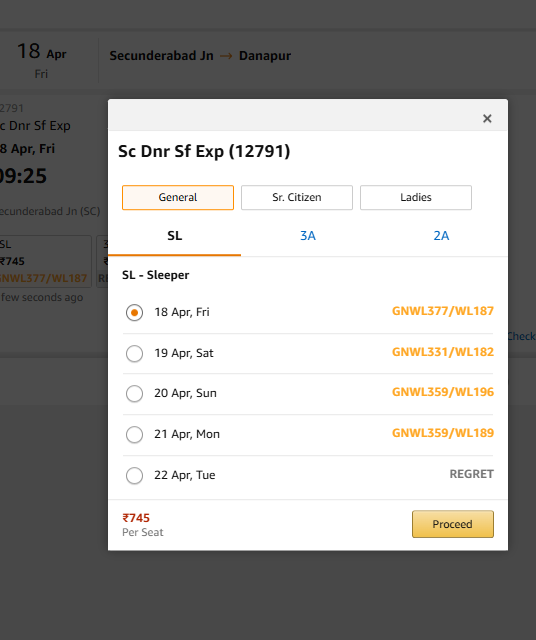 18 Apr
Fri
Secunderabad Jn → Danapur
2791
c Dnr Sf Exp
8 Apr, Fri
09:25
ecunderabad Jn (SC)
SL
₹745
GNWL377/WL187
3
₹
RE
few seconds ago
Check
×
Sc Dnr Sf Exp (12791)
General Sr. Citizen Ladies
SL 3A 2A
SL - Sleeper
18 Apr, Fri GNWL377/WL187
19 Apr, Sat GNWL331/WL182
20 Apr, Sun GNWL359/WL196
21 Apr, Mon GNWL359/WL189
22 Apr, Tue REGRET
₹745
Per Seat
Proceed